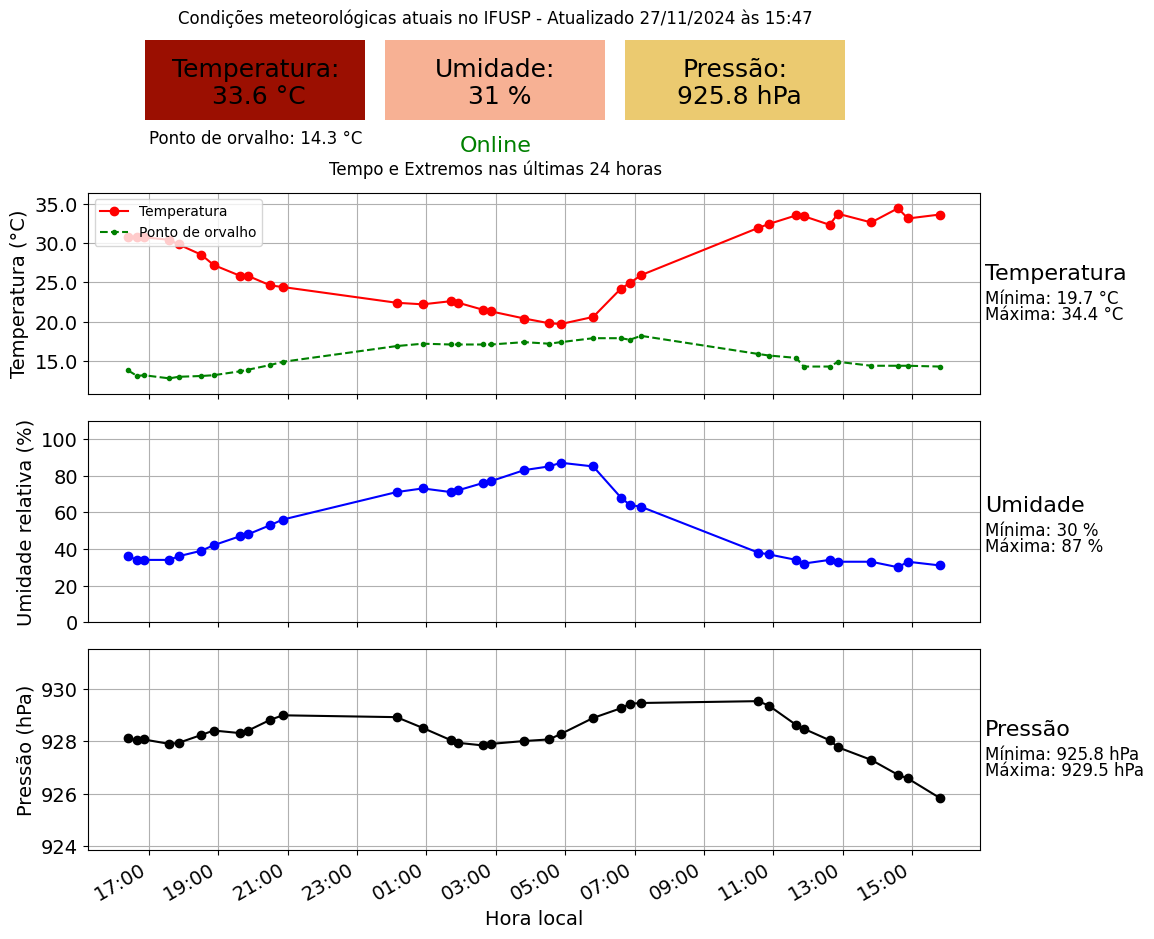 Condições meteorológicas atuais no IFUSP - Atualizado 27/11/2024 às 15:47
Temperatura:
33.6 °C
Umidade:
31 %
Pressão:
925.8 hPa
Ponto de orvalho: 14.3 °C
Online
Tempo e Extremos nas últimas 24 horas
Temperatura (°C)
35.0
30.0
25.0
20.0
15.0
Temperatura
Ponto de orvalho
Temperatura
Mínima: 19.7 °C
Máxima: 34.4 °C
Umidade relativa (%)
100
80
60
40
20
0
Umidade
Mínima: 30 %
Máxima: 87 %
Pressão (hPa)
930
928
926
924
Pressão
Mínima: 925.8 hPa
Máxima: 929.5 hPa
17:00 19:00 21:00 23:00 01:00 03:00 05:00 07:00 09:00 11:00 13:00 15:00
Hora local